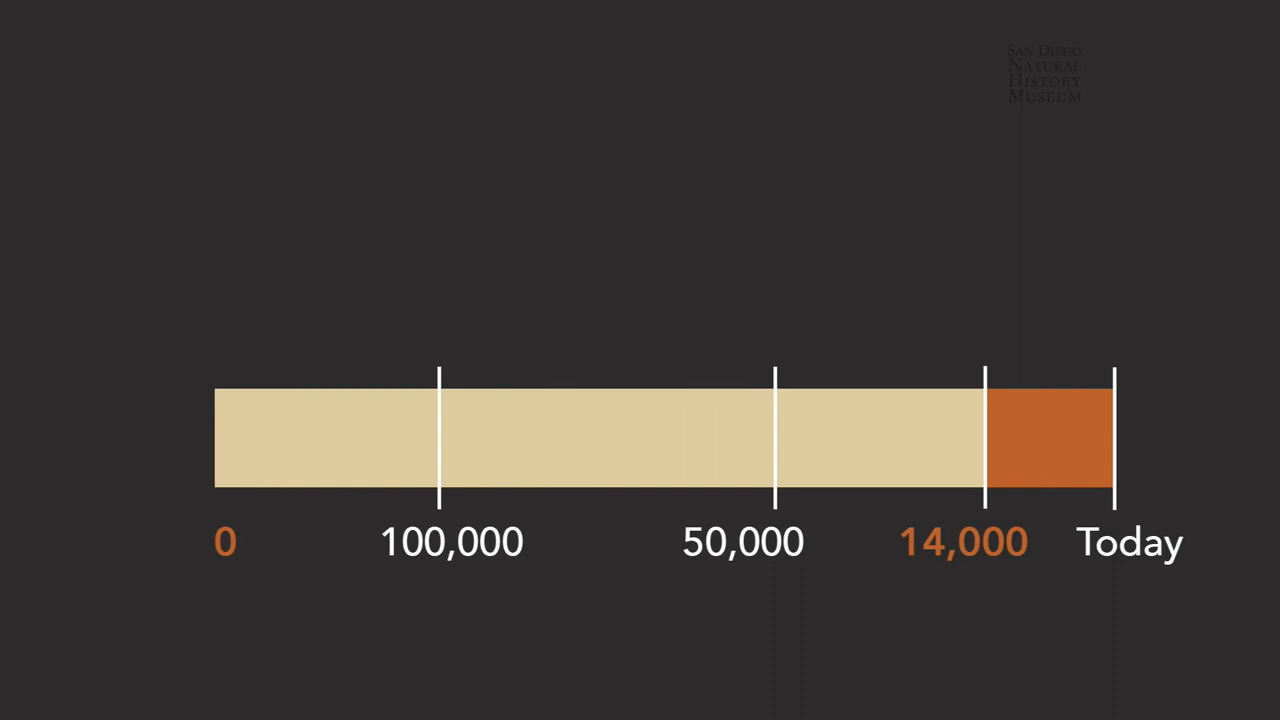 San Diego
Natural
History
Museum
0 100,000 50,000 14,000 Today